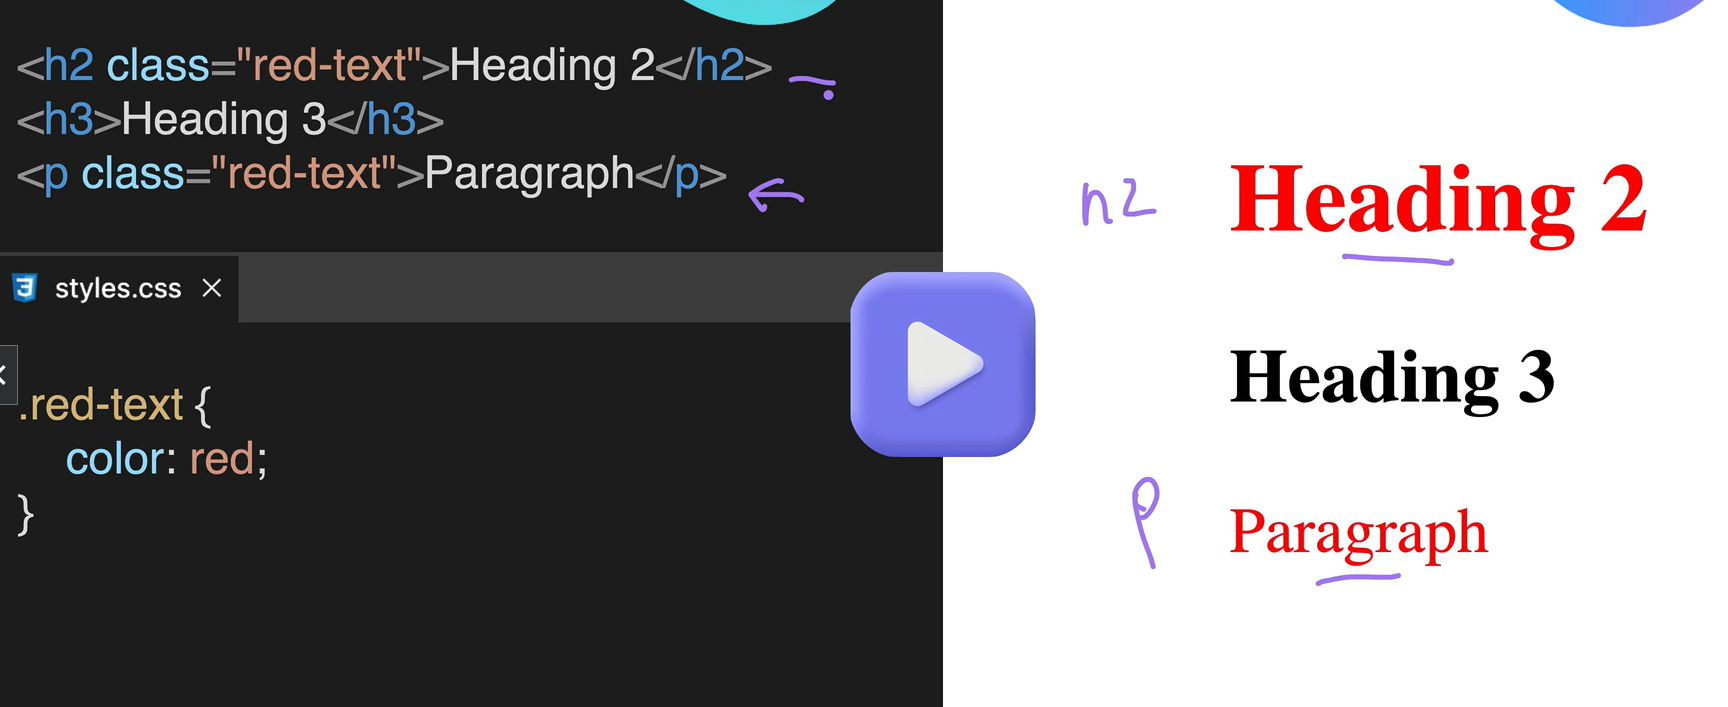 <h2 class="red-text">Heading 2</h2>
<h3>Heading 3</h3>
<p class="red-text">Paragraph</p>
styles.css
.red-text {
color: red;
}
h2
Heading 2
Heading 3
p
Paragraph